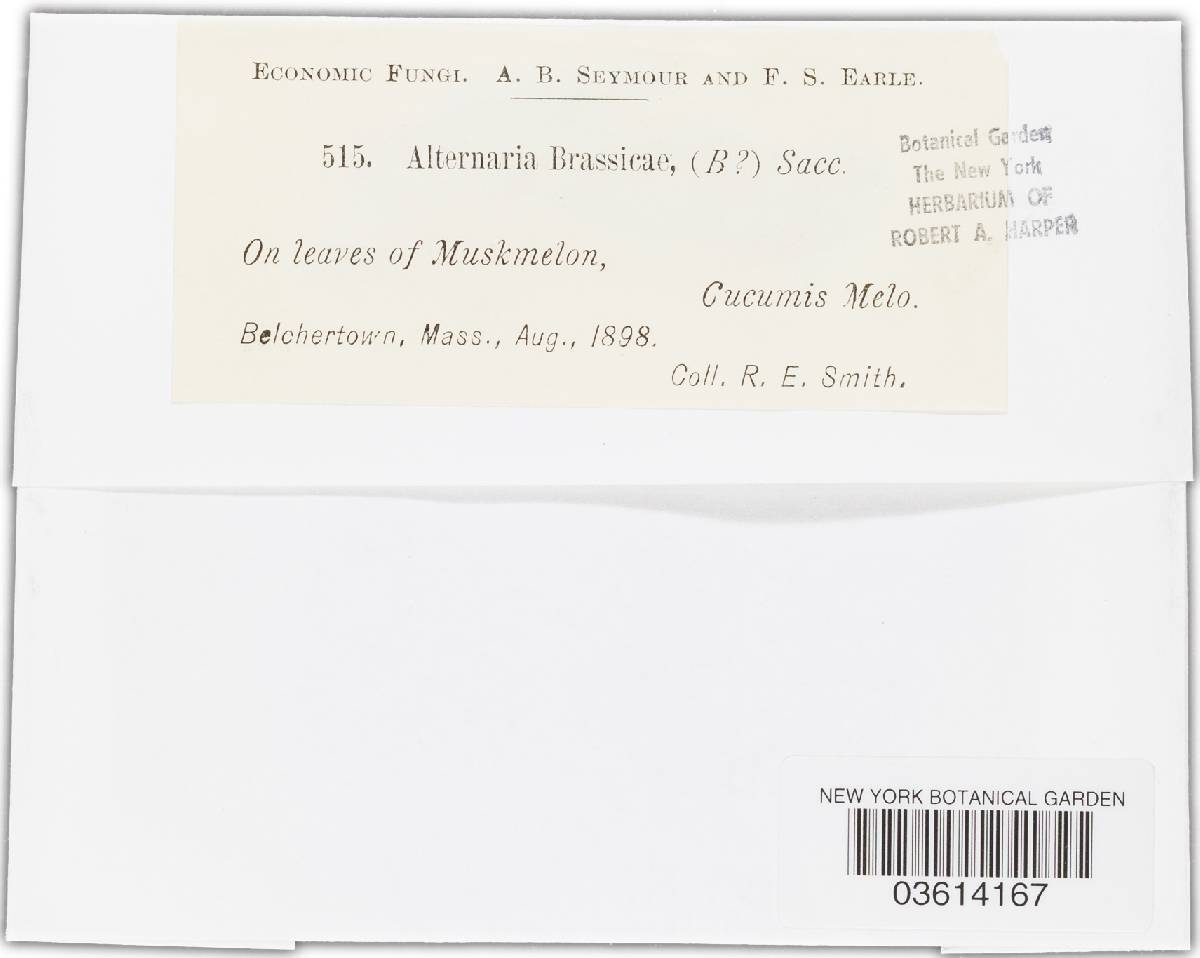 ECONOMIC FUNGI. A. B. SEYMOUR AND F. S. EARLE.
515. Alternaria Brassicae, (B?) Sacc.
Botanical Garden
The New York
HERBARIUM OF
ROBERT A. HARPER
On leaves of Muskmelon,
Cucumis Melo.
Belchertown, Mass., Aug., 1898.
Coll. R. E. Smith.
NEW YORK BOTANICAL GARDEN
03614167